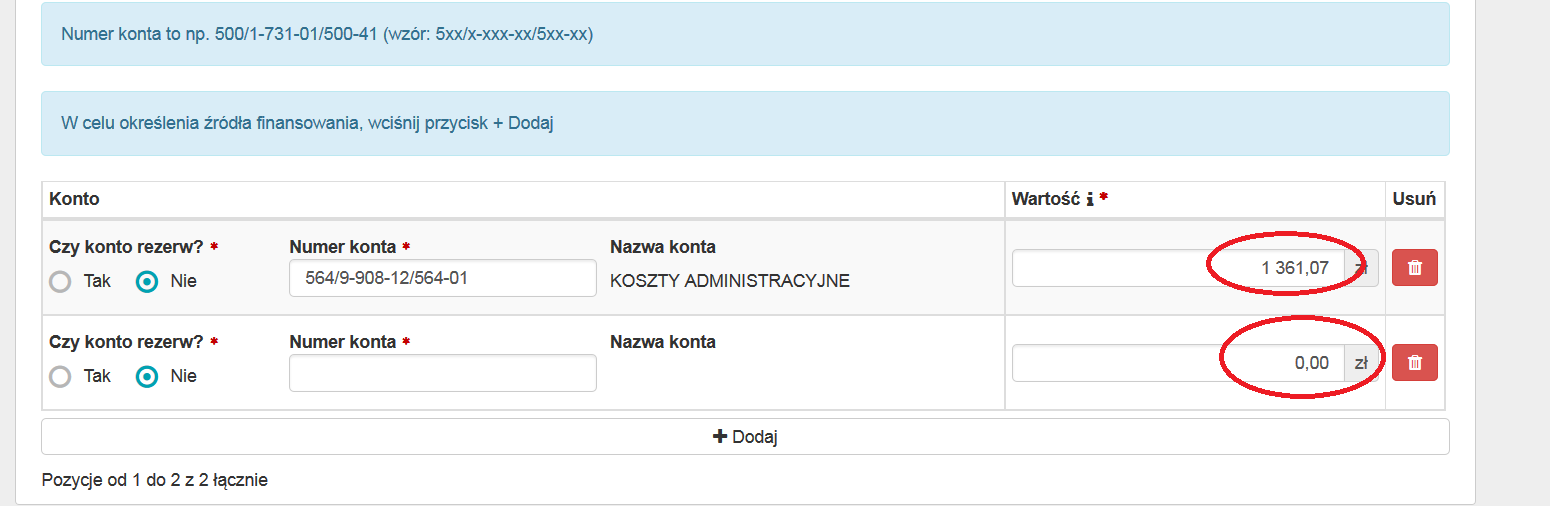 Numer konta to np. 500/1-731-01/500-41 (wzór: 5xx/x-xxx-xx/5xx-xx)
W celu określenia źródła finansowania, wciśnij przycisk + Dodaj
Konto Wartość * Usuń
Czy konto rezerw? * Numer konta * Nazwa konta
Tak Nie 564/9-908-12/564-01 KOSZTY ADMINISTRACYJNE 1 361,07 zł
Czy konto rezerw? * Numer konta * Nazwa konta
Tak Nie 0,00 zł
+ Dodaj
Pozycje od 1 do 2 z 2 łącznie